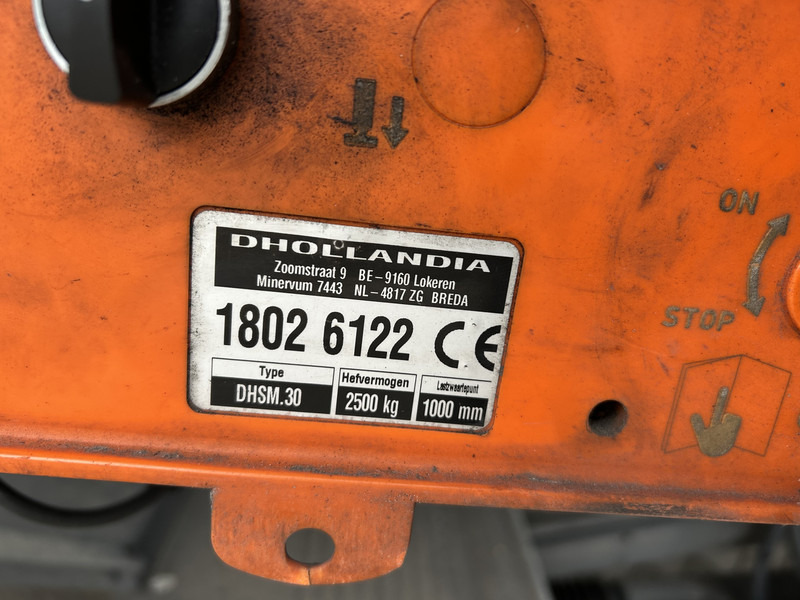 ON
STOP
DHOLLANDIA
Zoomstraat 9 BE-9160 Lokeren
Minervum 7443 NL-4817 ZG BREDA
1802 6122 CE
Type Hefvermogen Lastzwaartepunt
DHSM.30 2500 kg 1000 mm